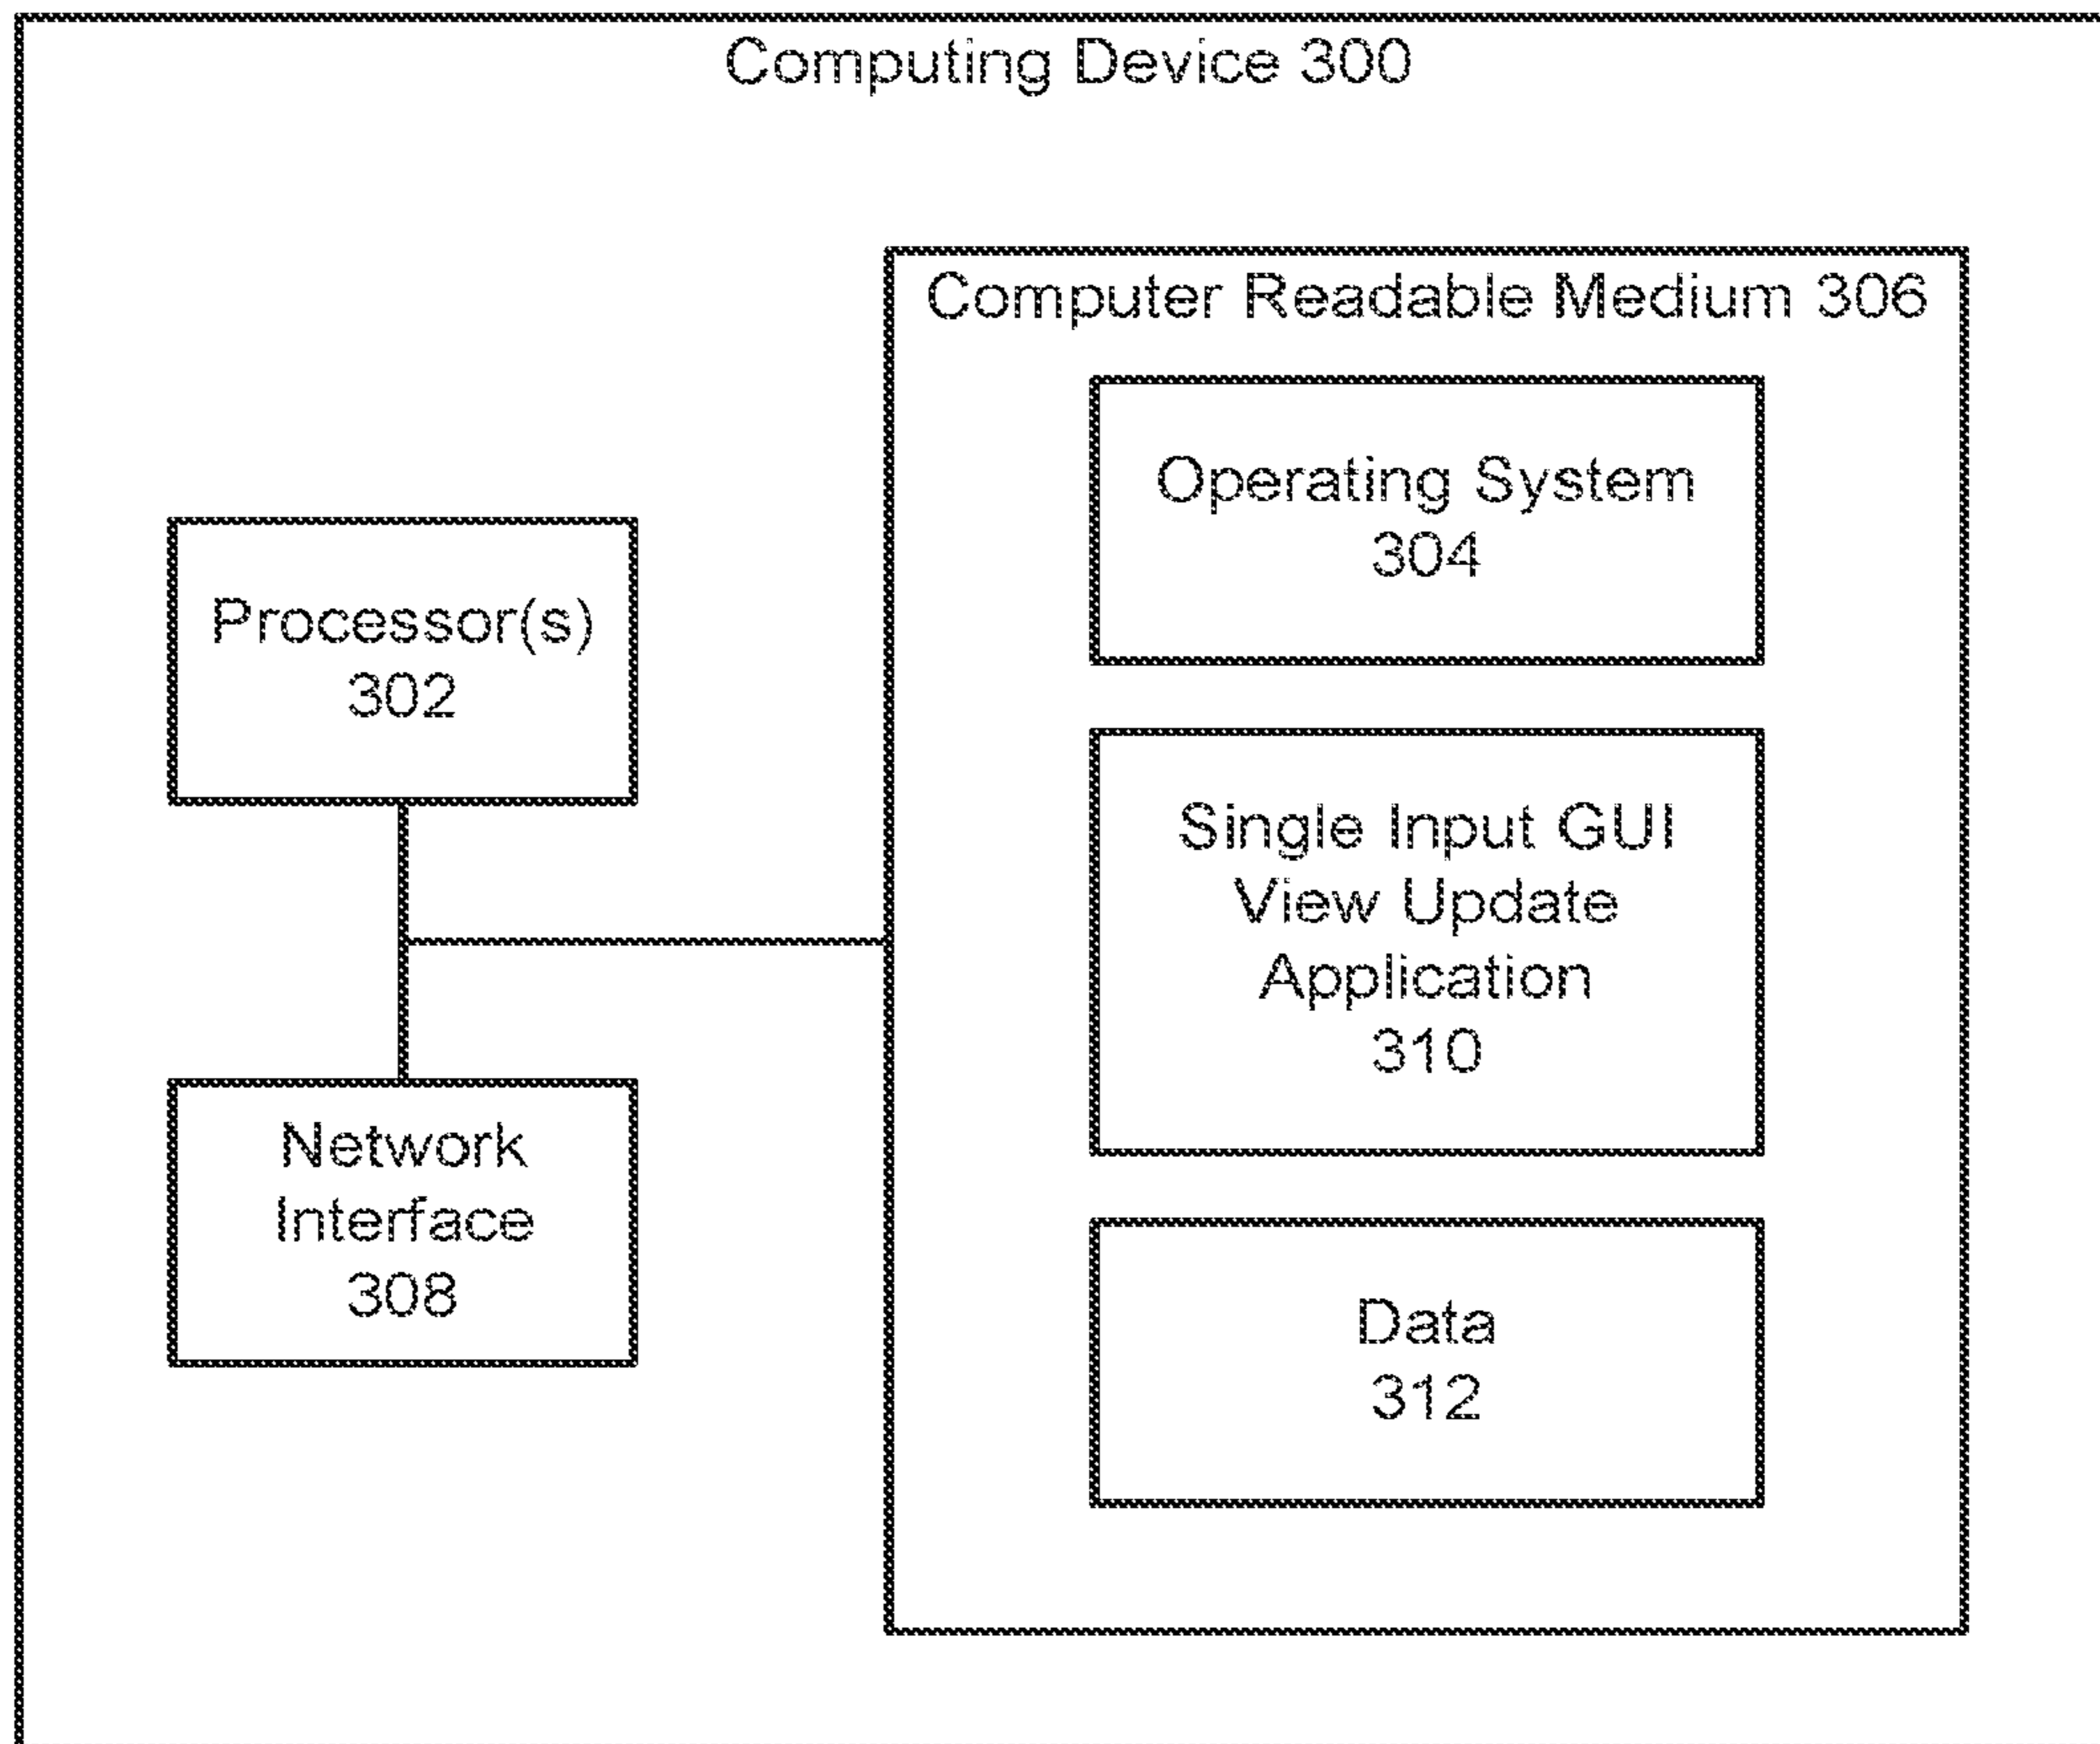 Computing Device 300
Computer Readable Medium 306
Operating System
304
Processor(s)
302
Single Input GUI
View Update
Application
310
Network
Interface
308
Data
312